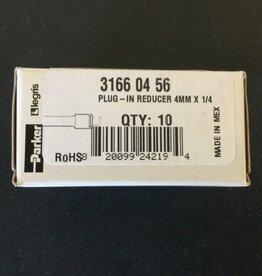 3166 04 56
PLUG-IN REDUCER 4MM X 1/4
QTY: 10
RoHS
8 20099 24219 4
MADE IN MEX
Parker
legris